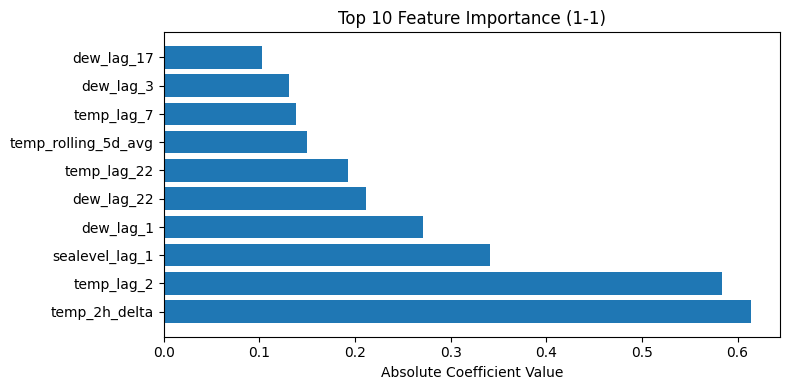 Top 10 Feature Importance (1-1)
dew_lag_17
dew_lag_3
temp_lag_7
temp_rolling_5d_avg
temp_lag_22
dew_lag_22
dew_lag_1
sealevel_lag_1
temp_lag_2
temp_2h_delta
0.0 0.1 0.2 0.3 0.4 0.5 0.6
Absolute Coefficient Value